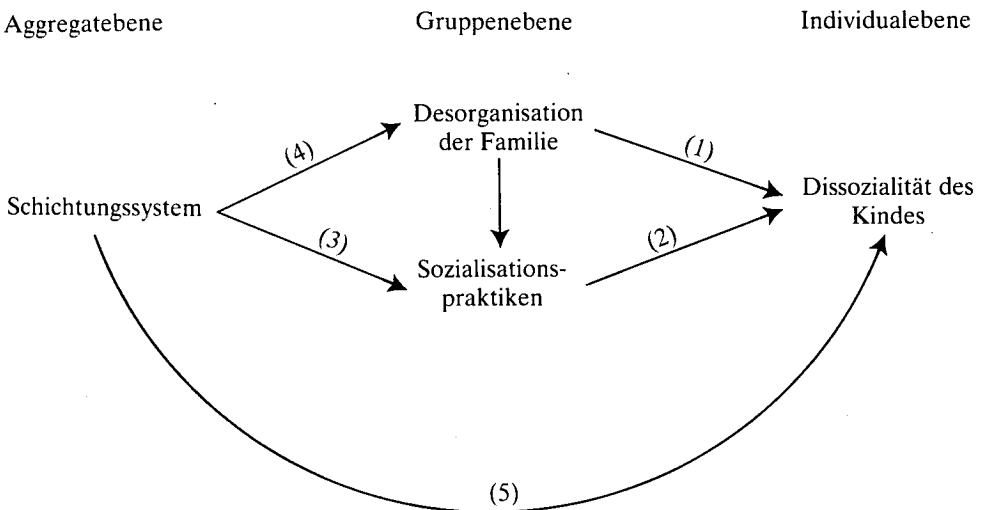 Aggregatebene Gruppenebene Individualebene
Desorganisation
der Familie
(1)
(4)
Dissozialität des
Kindes
Schichtungssystem
(3)
(2)
Sozialisations-
praktiken
(5)